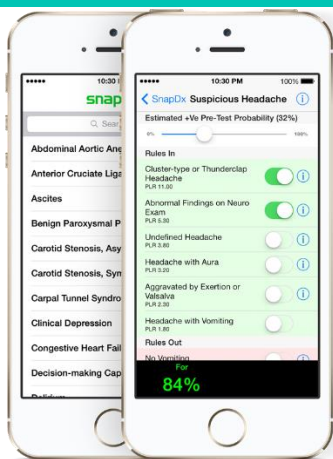 10:30
snap
Abdominal Aortic Ane
Anterior Cruciate Liga
Ascites
Benign Paroxysmal P
Carotid Stenosis, Asy
Carotid Stenosis, Sym
Carpal Tunnel Syndro
Clinical Depression
Congestive Heart Fail
Decision-making Cap
10:30 PM 100%
SnapDx Suspicious Headache
Estimated +Ve Pre-Test Probability (32%)
0% 100%
Rules In
Cluster-type or Thunderclap
Headache
PLR 11.00
Abnormal Findings on Neuro
Exam
PLR 5.30
Undefined Headache
PLR 3.80
Headache with Aura
PLR 3.20
Aggravated by Exertion or
Valsalva
PLR 2.30
Headache with Vomiting
PLR 1.80
Rules Out
No Vomiting
For
84%